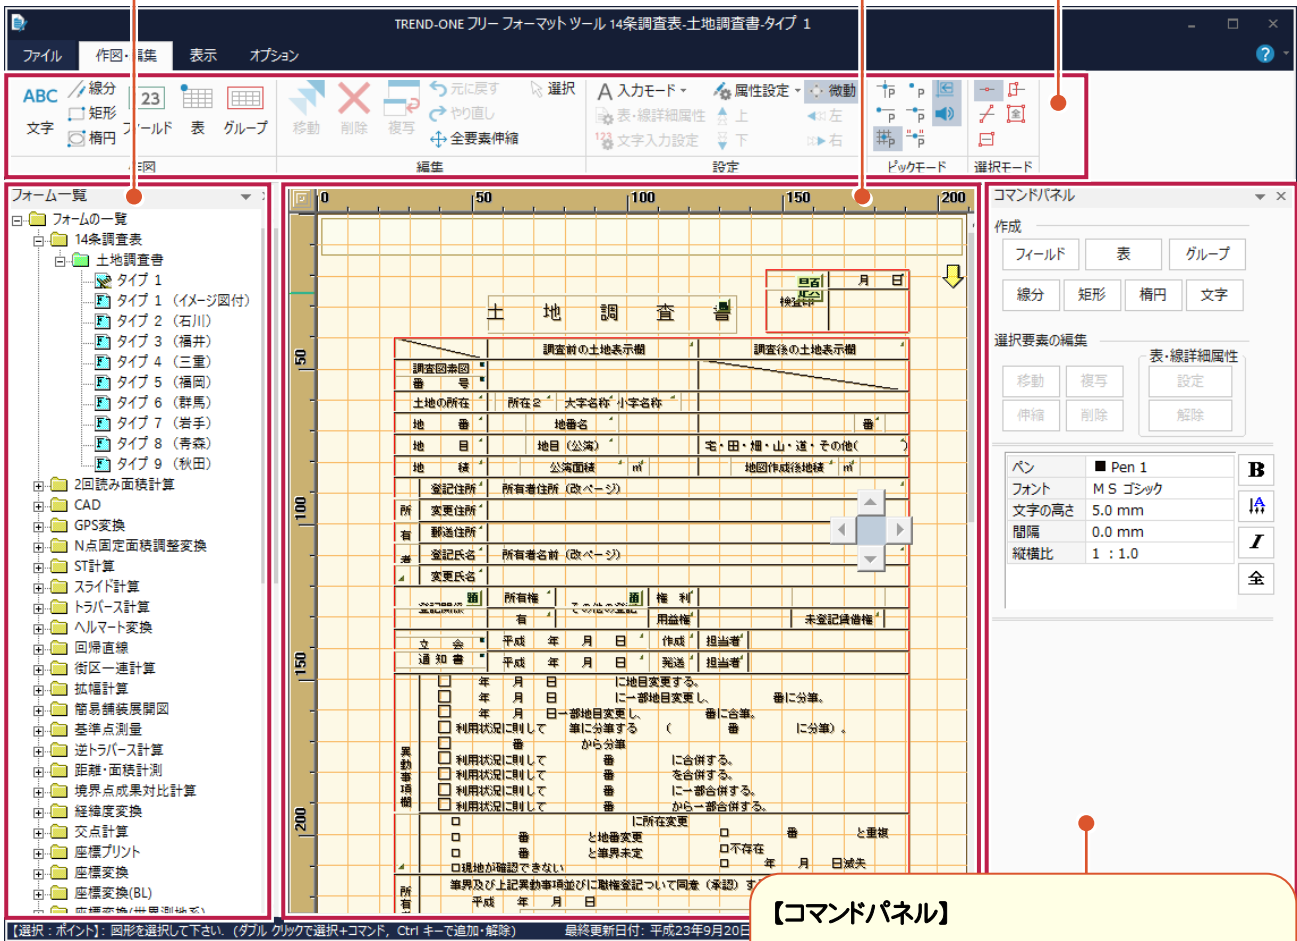 TREND-ONE フリー フォーマット ツール 14条調査表-土地調査書-タイプ 1
ファイル 作図・編集 表示 オプション
ABC 文字 線分 矩形 楕円 23 表 グループ
移動 削除 複写 元に戻す やり直し 全要素伸縮 選択
A 入力モード 属性設定 微動
表・線詳細属性 上 左
文字入力設定 下 右
編集 設定 ピックモード 選択モード
フォーム一覧
フォームの一覧
14条調査表
土地調査書
タイプ 1
タイプ 1 (イメージ図付)
タイプ 2 (石川)
タイプ 3 (福井)
タイプ 4 (三重)
タイプ 5 (福岡)
タイプ 6 (群馬)
タイプ 7 (岩手)
タイプ 8 (青森)
タイプ 9 (秋田)
2回読み面積計算
CAD
GPS変換
N点固定面積調整変換
ST計算
スライド計算
トラバース計算
ヘルマート変換
回帰直線
街区一連計算
拡幅計算
簡易舗装展開図
基準点測量
逆トラバース計算
距離・面積計測
境界点成果対比計算
経緯度変換
交点計算
座標プリント
座標変換
座標変換(BL)
座標変換(世界測地系)
0 50 100 150 200
50
100
150
200
月 日
土 地 調 査 書
調査前の土地表示欄 調査後の土地表示欄
調査図素図
番 号
土地の所在 所在2 大字名称 小字名称
地 番 地番名 番
地 目 地目(公簿) 宅・田・畑・山・道・その他( )
地 積 公簿面積 ㎡ 地図作成後地積 ㎡
登記住所 所有者住所(改ページ)
所 変更住所
有 郵送住所
者 登記氏名 所有者名前(改ページ)
変更氏名
所有権 権 利
有 用益権 未登記賃借権
立 会 平成 年 月 日 作成 担当者
通 知 書 平成 年 月 日 発送 担当者
異動事項欄
年 月 日 に地目変更する。
年 月 日 に一部地目変更し、 番に分筆。
年 月 日一部地目変更し、 番に合筆。
利用状況に則して 筆に分筆する ( 番 に分筆)。
番 から分筆
利用状況に則して 番 に合併する。
利用状況に則して 番 を合併する。
利用状況に則して 番 に一部合併する。
利用状況に則して 番 から一部合併する。
に所在変更
番 と地番変更 番 と重複
番 と筆界未定 不存在
現地が確認できない 年 月 日滅失
所有 筆界及び上記異動事項並びに職権登記ついて同意(承認)す
平成 年 月 日
コマンドパネル
作成
フィールド 表 グループ
線分 矩形 楕円 文字
選択要素の編集
表・線詳細属性
移動 複写 設定
伸縮 削除 解除
ペン Pen 1
フォント MS ゴシック
文字の高さ 5.0 mm
間隔 0.0 mm
縦横比 1 :1.0
B
I
全
【コマンドパネル】
【選択:ポイント】: 図形を選択して下さい. (ダブル クリックで選択+コマンド, Ctrl キーで追加・解除) 最終更新日付: 平成23年9月20日